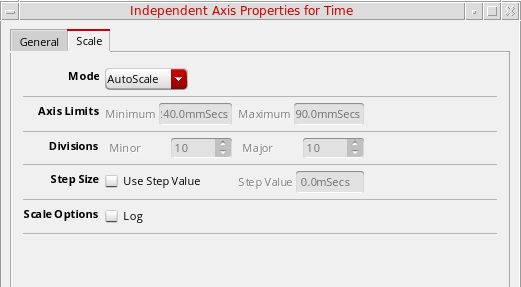 Independent Axis Properties for Time
General Scale
Mode AutoScale
Axis Limits Minimum :40.0mmSecs Maximum 90.0mmSecs
Divisions Minor 10 Major 10
Step Size Use Step Value Step Value 0.0mSecs
Scale Options Log